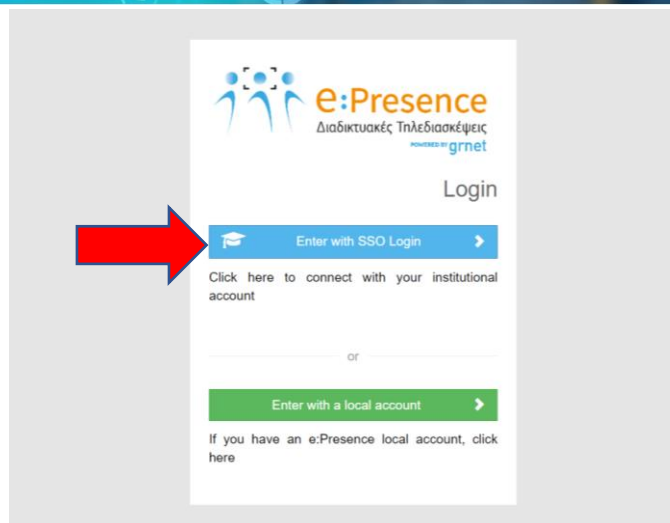 e:Presence
Διαδικτυακές Τηλεδιασκέψεις
POWERED BY grnet
Login
Enter with SSO Login
Click here to connect with your institutional
account
or
Enter with a local account
If you have an e:Presence local account, click
here